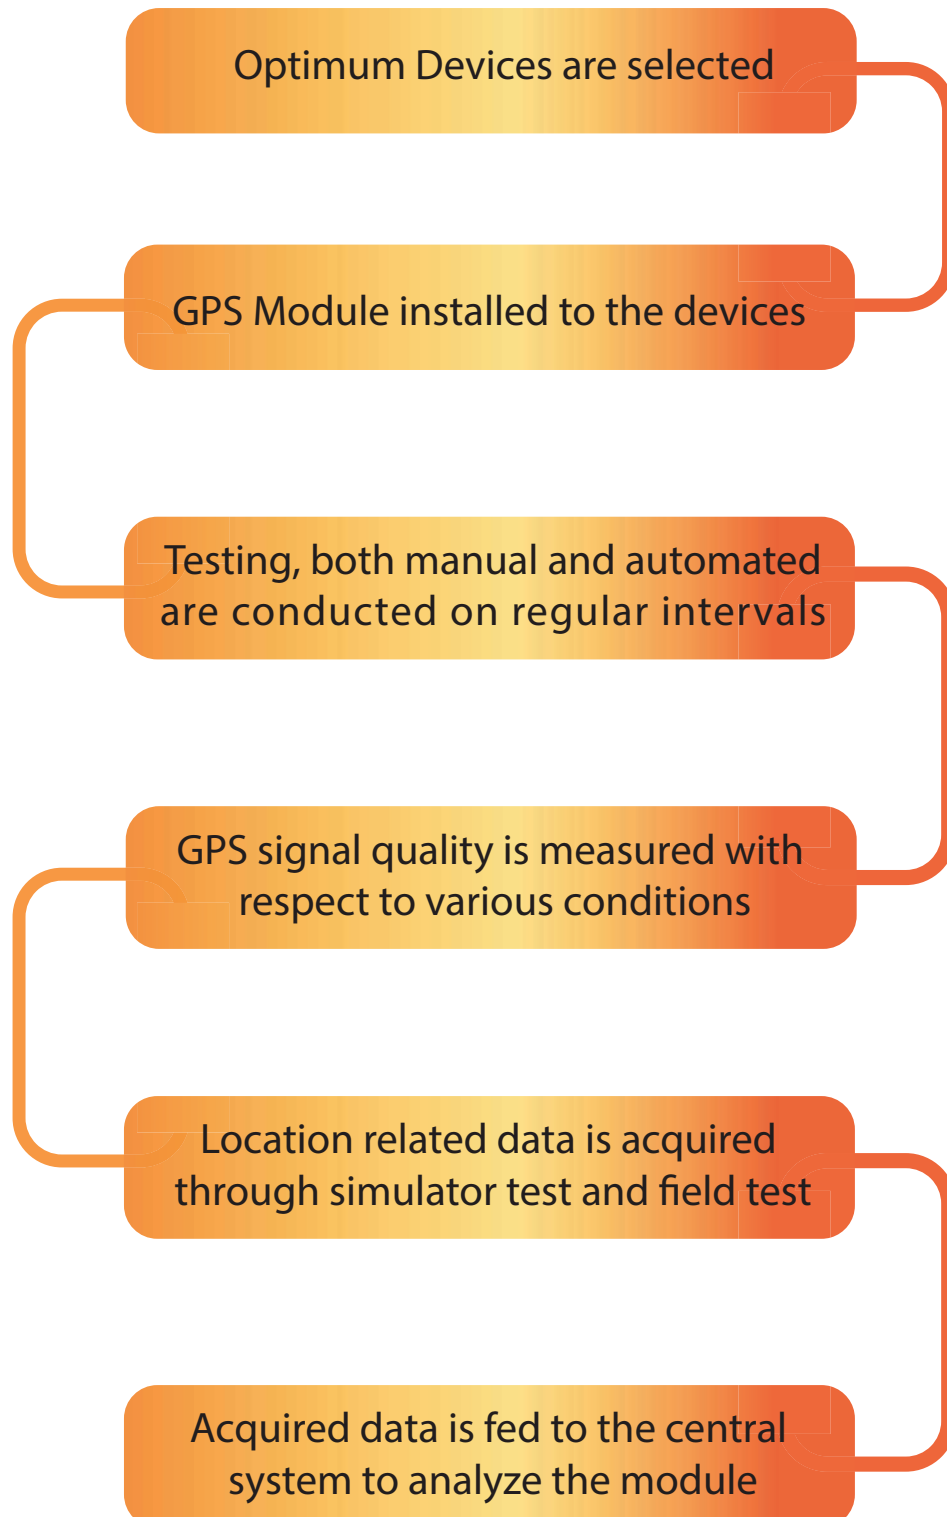 Optimum Devices are selected
GPS Module installed to the devices
Testing, both manual and automated
are conducted on regular intervals
GPS signal quality is measured with
respect to various conditions
Location related data is acquired
through simulator test and field test
Acquired data is fed to the central
system to analyze the module